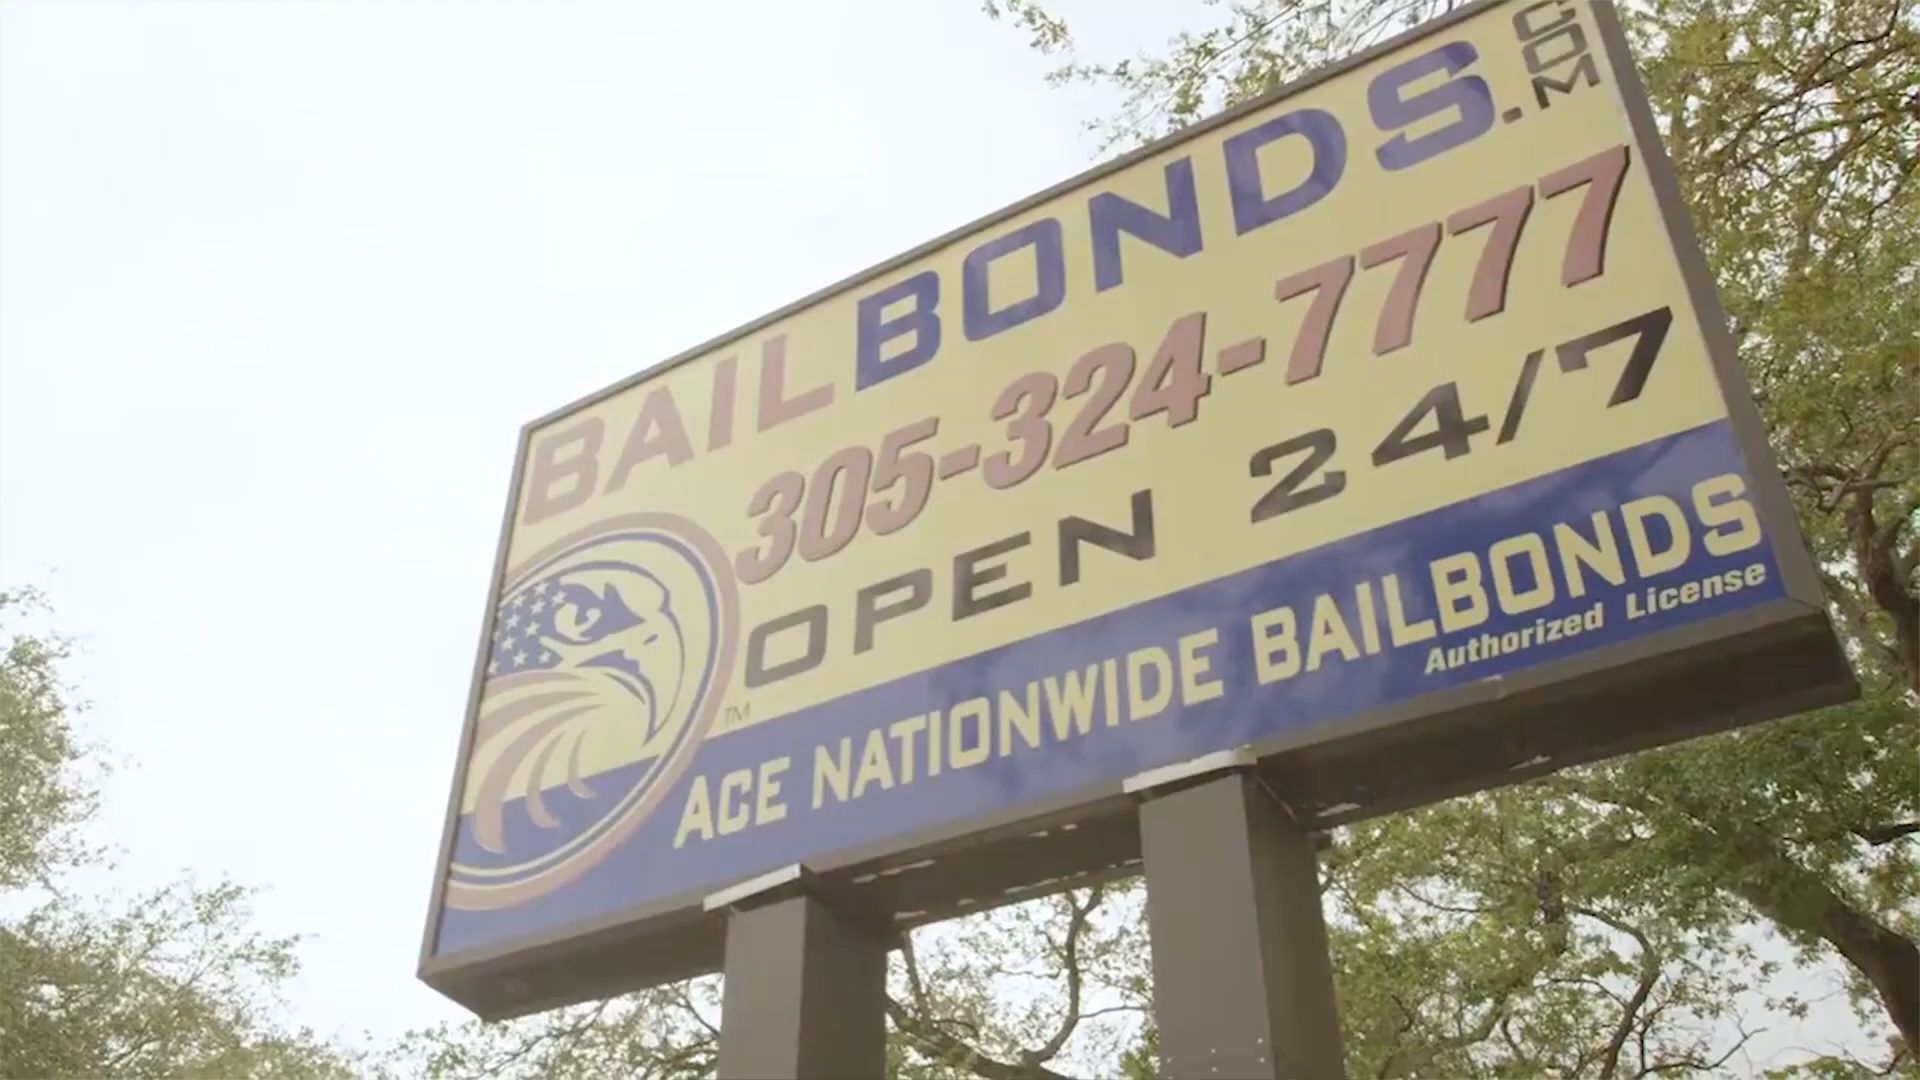 BAILBONDS.COM
305-324-7777
OPEN 24/7
TM
ACE NATIONWIDE BAILBONDS
Authorized License